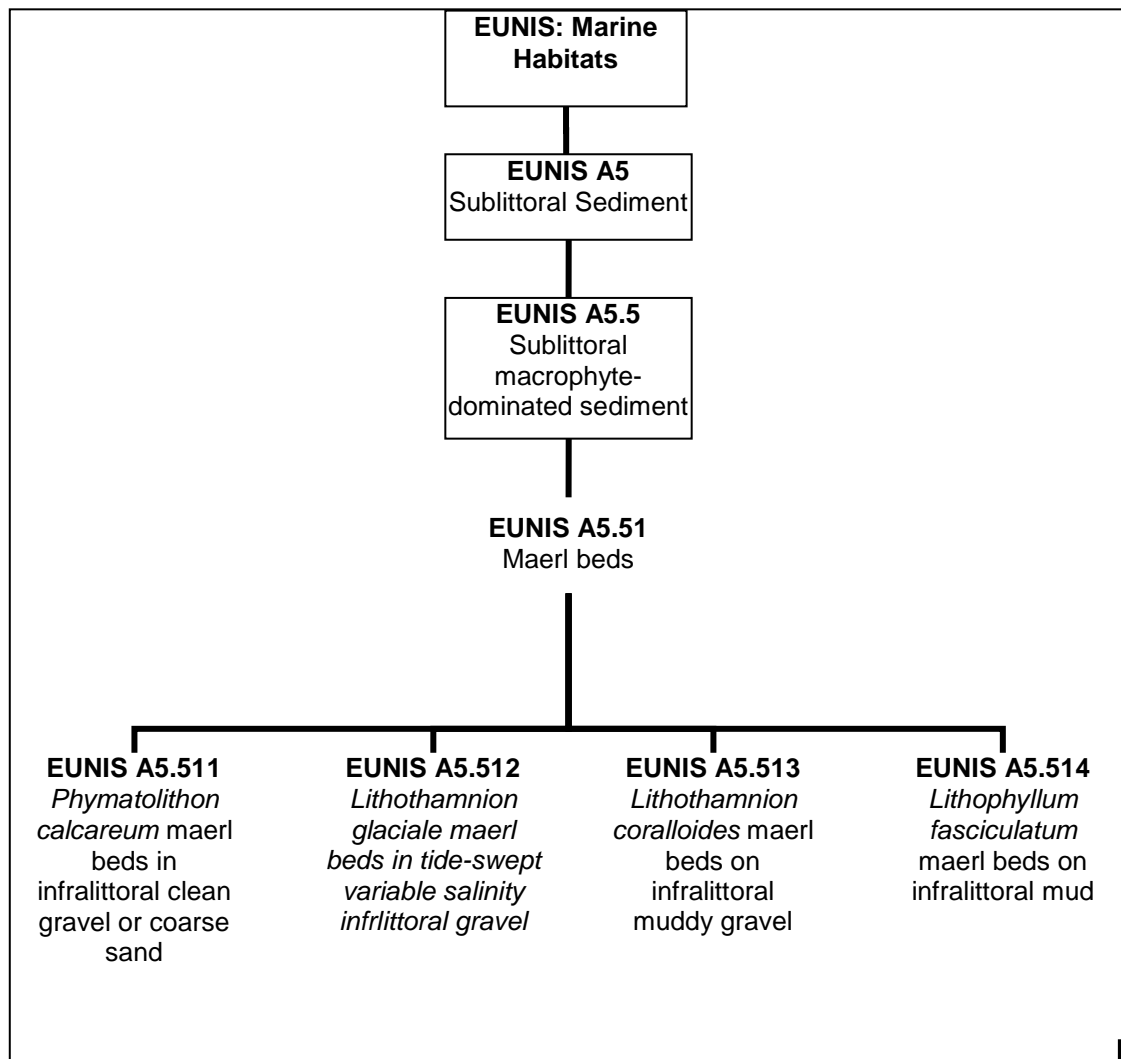 EUNIS: Marine
Habitats
EUNIS A5
Sublittoral Sediment
EUNIS A5.5
Sublittoral
macrophyte-
dominated sediment
EUNIS A5.51
Maerl beds
EUNIS A5.511
Phymatolithon
calcareum maerl
beds in
infralittoral clean
gravel or coarse
sand
EUNIS A5.512
Lithothamnion
glaciale maerl
beds in tide-swept
variable salinity
infrlittoral gravel
EUNIS A5.513
Lithothamnion
coralloides maerl
beds on
infralittoral
muddy gravel
EUNIS A5.514
Lithophyllum
fasciculatum
maerl beds on
infralittoral mud